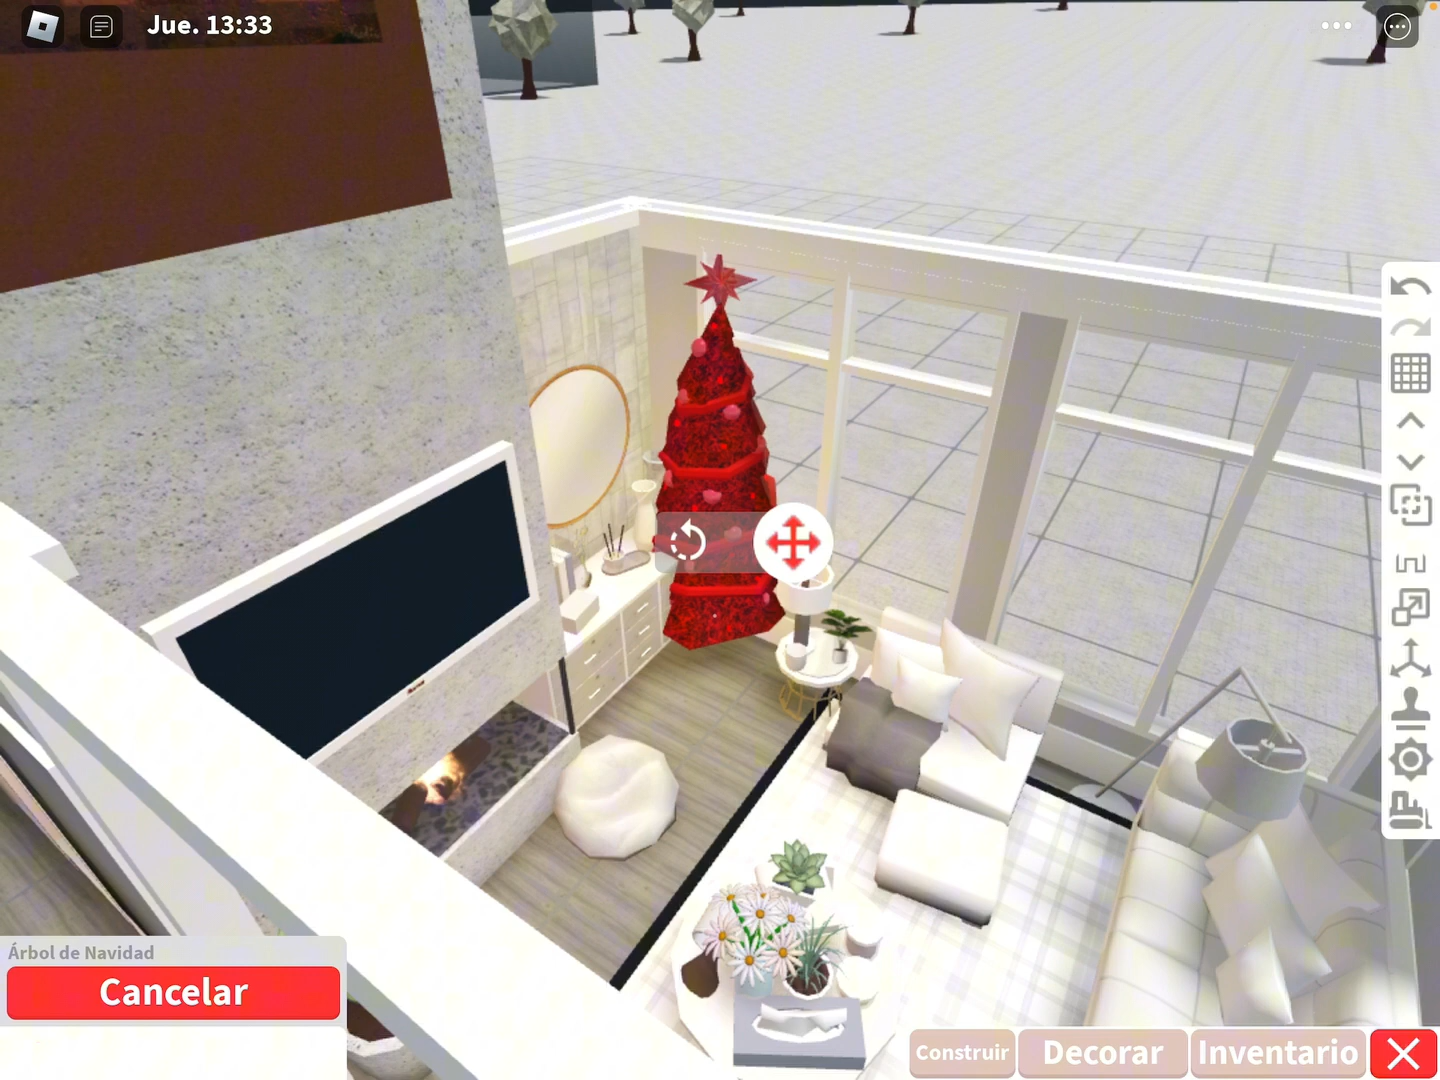 Jue. 13:33
Árbol de Navidad
Cancelar
Construir
Decorar
Inventario